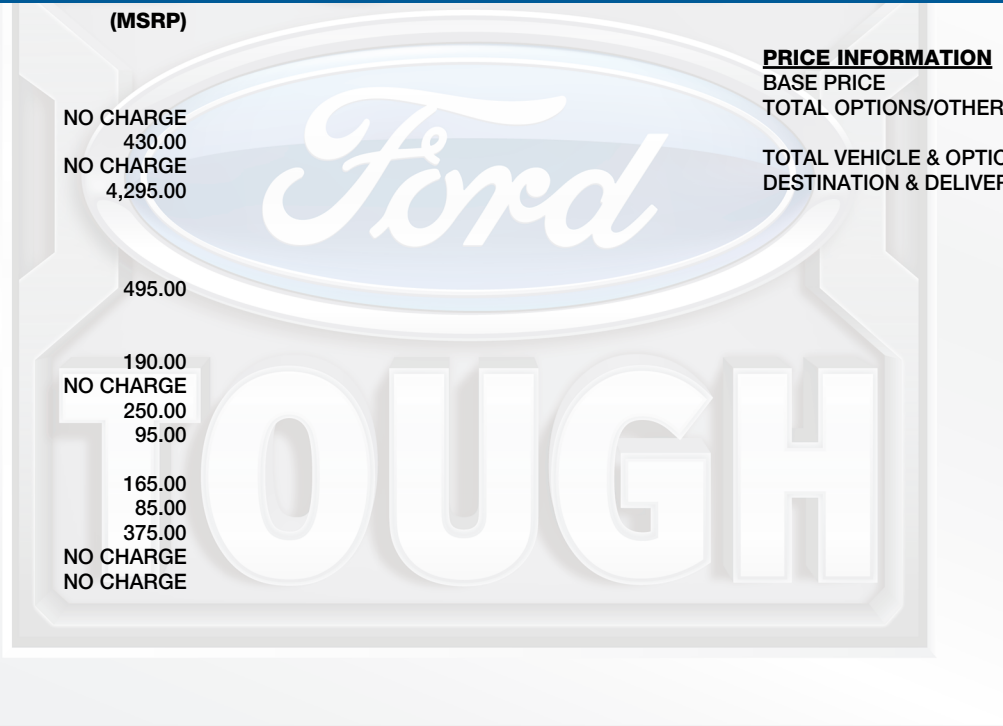 (MSRP)
NO CHARGE
430.00
NO CHARGE
4,295.00
495.00
190.00
NO CHARGE
250.00
95.00
165.00
85.00
375.00
NO CHARGE
NO CHARGE
PRICE INFORMATION
BASE PRICE
TOTAL OPTIONS/OTHER
TOTAL VEHICLE & OPTIO
DESTINATION & DELIVER
Ford
TOUGH